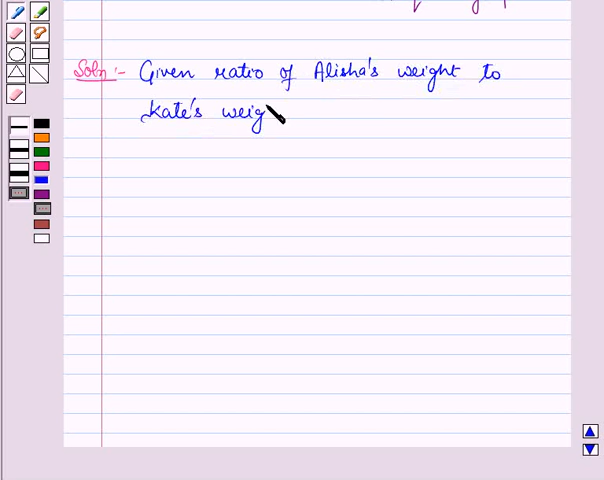 Soln :- Given ratio of Alisha's weight to
Kate's weig